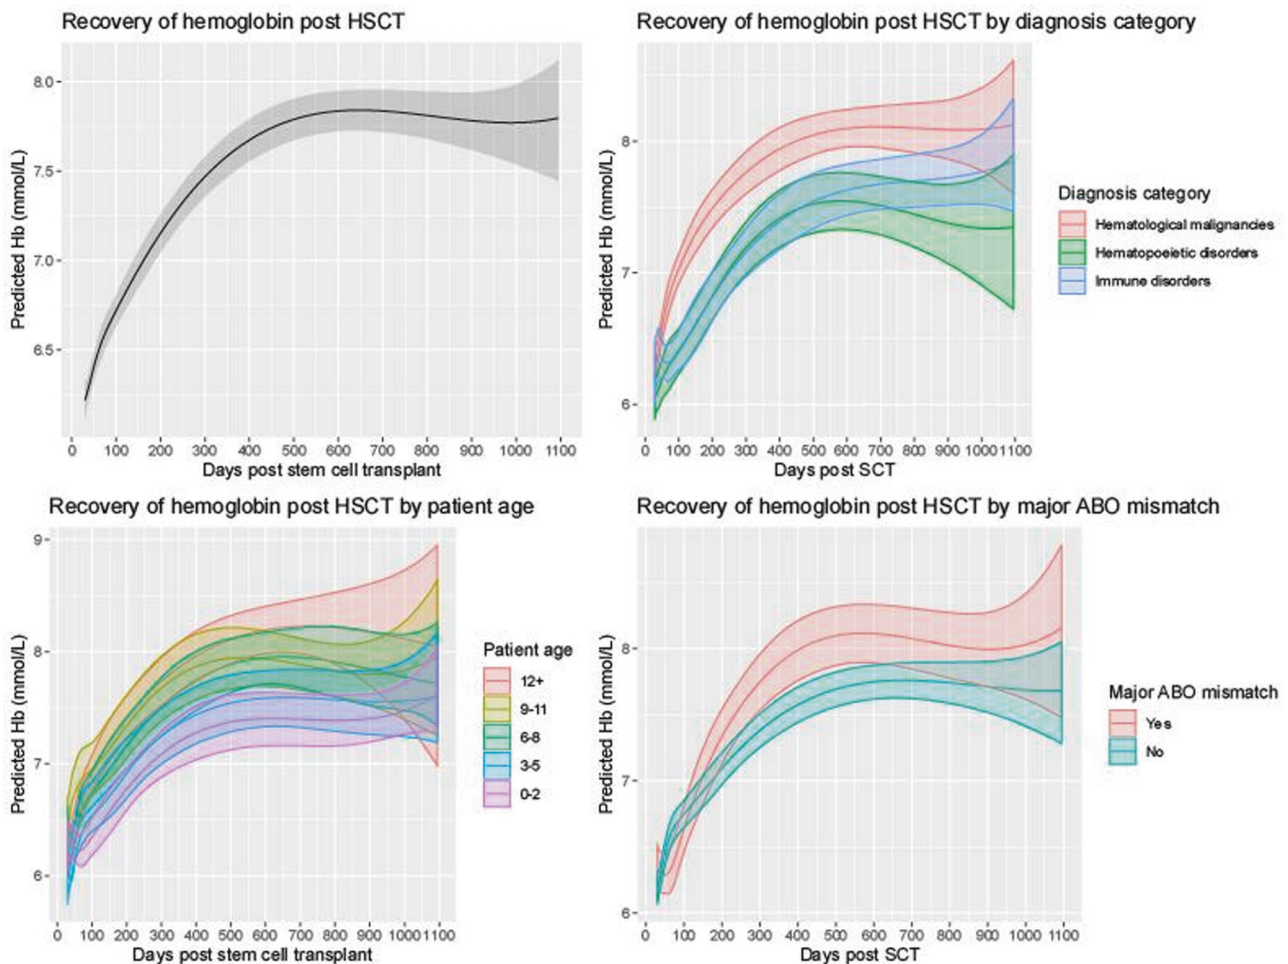 Recovery of hemoglobin post HSCT
Predicted Hb (mmol/L)
8.0
7.5
7.0
6.5
0 100 200 300 400 500 600 700 800 900 1000 1100
Days post stem cell transplant
Recovery of hemoglobin post HSCT by diagnosis category
Predicted Hb (mmol/L)
8
7
6
0 100 200 300 400 500 600 700 800 900 1000 1100
Days post SCT
Diagnosis category
Hematological malignancies
Hematopoeietic disorders
Immune disorders
Recovery of hemoglobin post HSCT by patient age
Predicted Hb (mmol/L)
9
8
7
6
0 100 200 300 400 500 600 700 800 900 1000 1100
Days post stem cell transplant
Patient age
12+
9-11
6-8
3-5
0-2
Recovery of hemoglobin post HSCT by major ABO mismatch
Predicted Hb (mmol/L)
8
7
6
0 100 200 300 400 500 600 700 800 900 1000 1100
Days post SCT
Major ABO mismatch
Yes
No